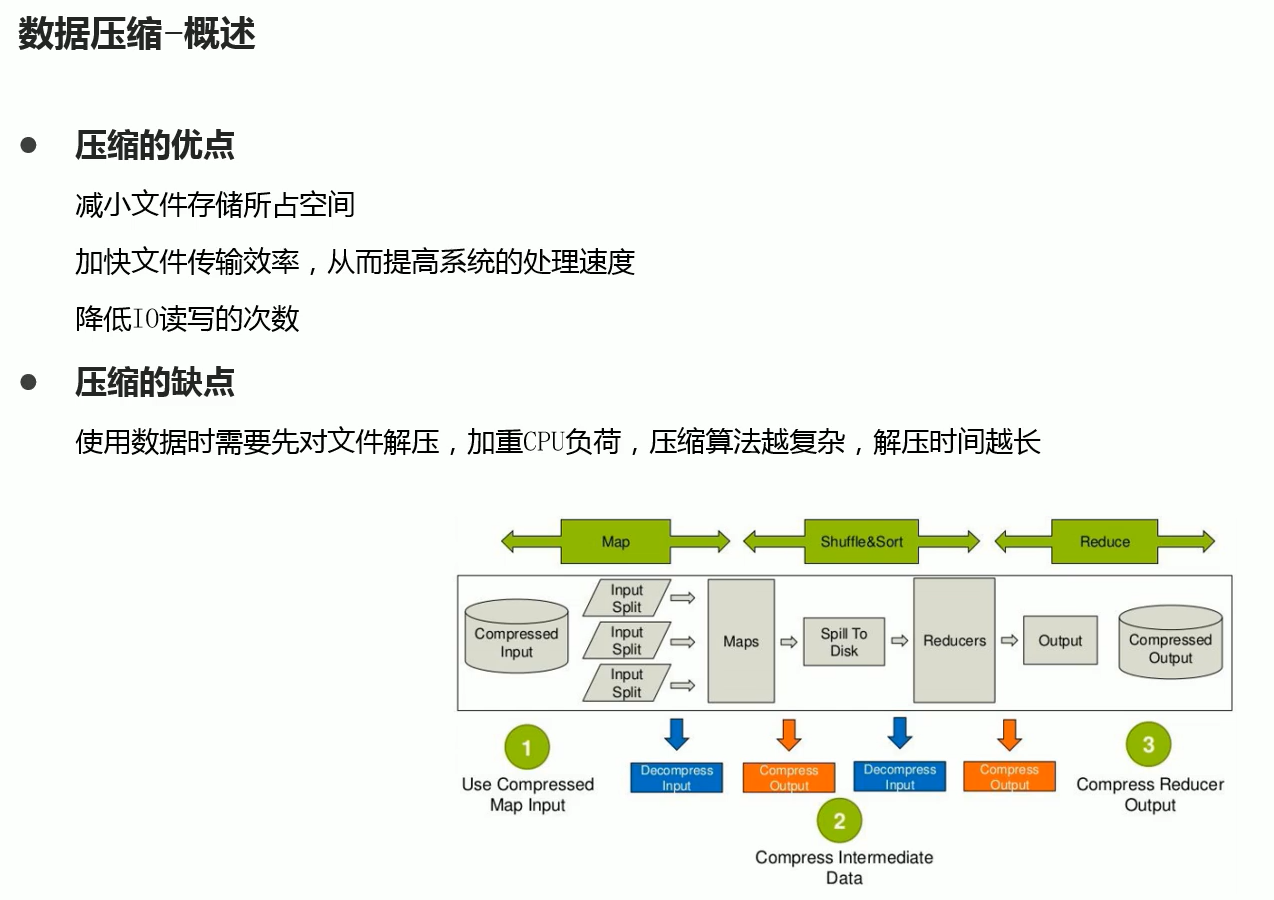 数据压缩-概述
● 压缩的优点
减小文件存储所占空间
加快文件传输效率，从而提高系统的处理速度
降低IO读写的次数
● 压缩的缺点
使用数据时需要先对文件解压，加重CPU负荷，压缩算法越复杂，解压时间越长
Map
Shuffle&Sort
Reduce
Compressed
Input
Input
Split
Input
Split
Input
Split
Maps
Spill To
Disk
Reducers
Output
Compressed
Output
1
Use Compressed
Map Input
Decompress
Input
Compress
Output
2
Compress Intermediate
Data
Decompress
Input
Compress
Output
3
Compress Reducer
Output